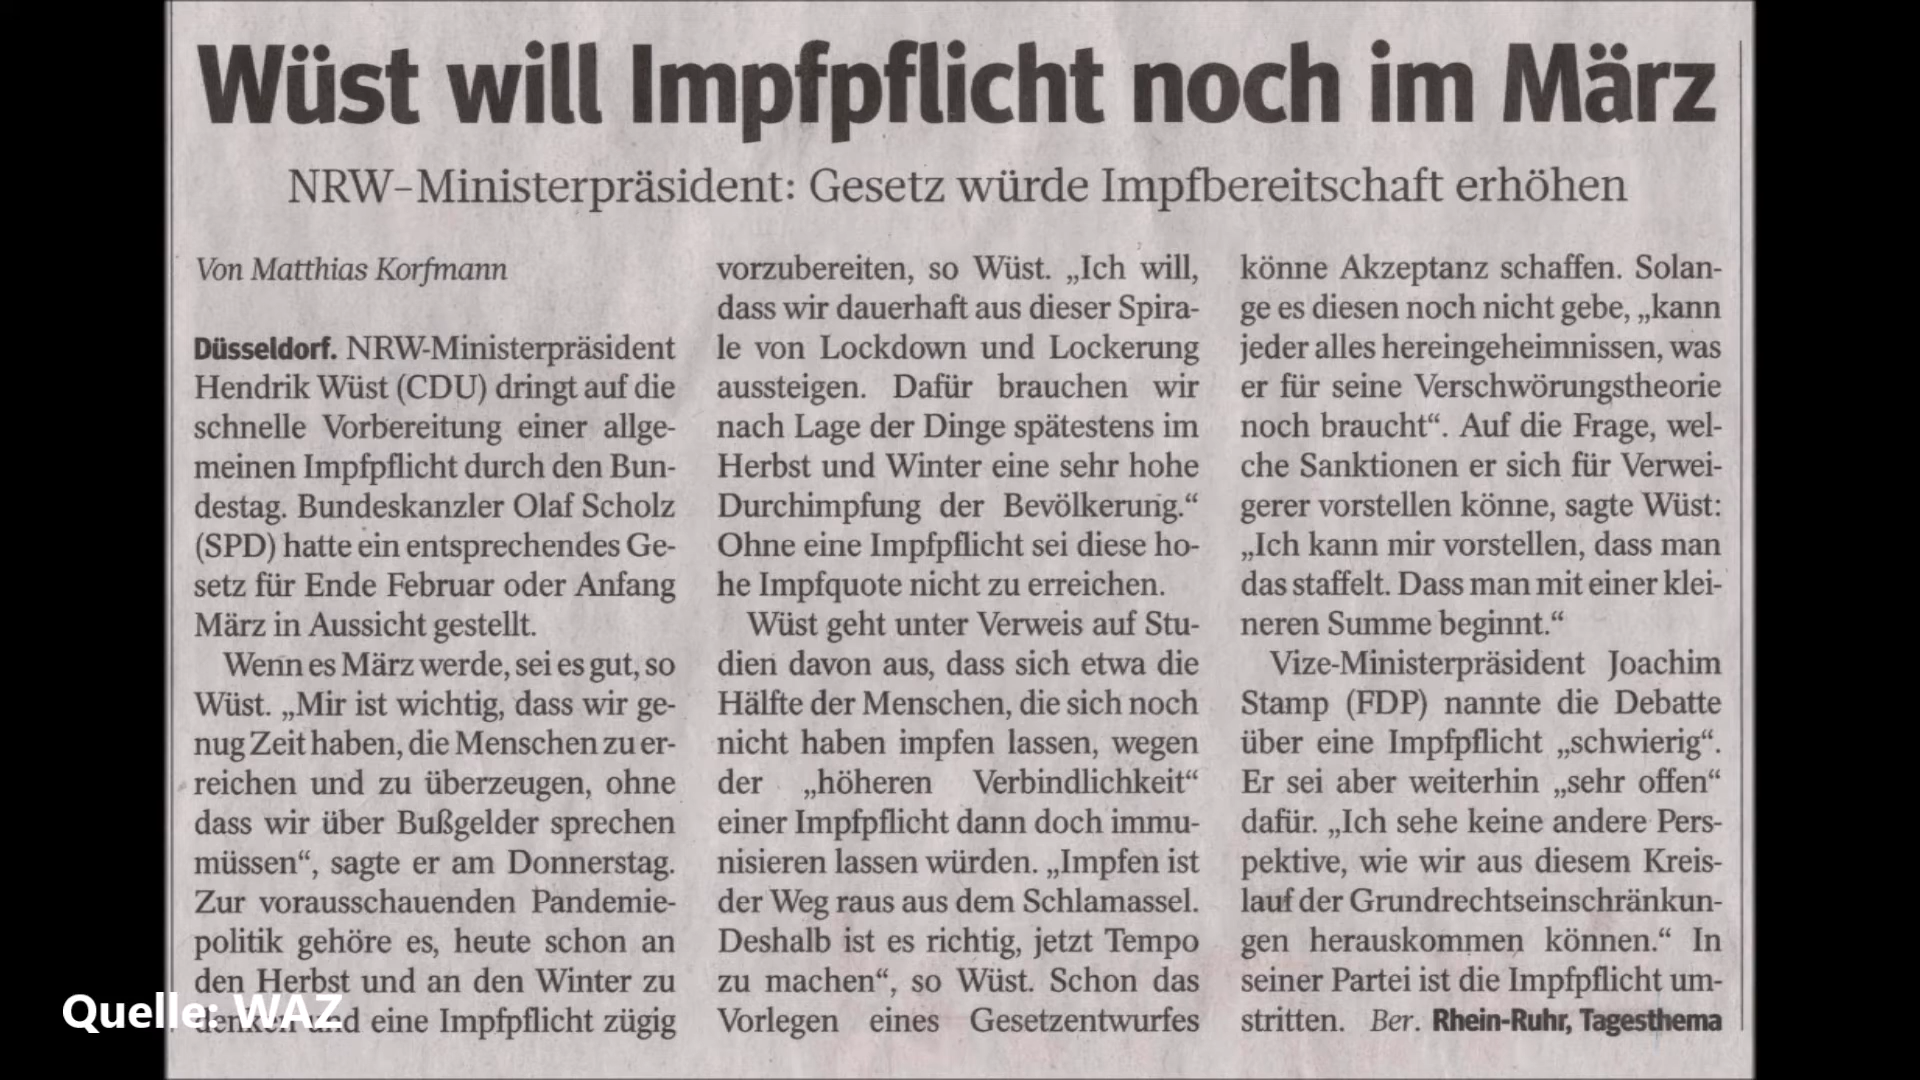 Wüst will Impfpflicht noch im März
NRW-Ministerpräsident: Gesetz würde Impfbereitschaft erhöhen
Von Matthias Korfmann
Düsseldorf. NRW-Ministerpräsident
Hendrik Wüst (CDU) dringt auf die
schnelle Vorbereitung einer allge-
meinen Impfpflicht durch den Bun-
destag. Bundeskanzler Olaf Scholz
(SPD) hatte ein entsprechendes Ge-
setz für Ende Februar oder Anfang
März in Aussicht gestellt.
Wenn es März werde, sei es gut, so
Wüst. „Mir ist wichtig, dass wir ge-
nug Zeit haben, die Menschen zu er-
reichen und zu überzeugen, ohne
dass wir über Bußgelder sprechen
müssen“, sagte er am Donnerstag.
Zur vorausschauenden Pandemie-
politik gehöre es, heute schon an
den Herbst und an den Winter zu
denken und eine Impfpflicht zügig
vorzubereiten, so Wüst. „Ich will,
dass wir dauerhaft aus dieser Spira-
le von Lockdown und Lockerung
aussteigen. Dafür brauchen wir
nach Lage der Dinge spätestens im
Herbst und Winter eine sehr hohe
Durchimpfung der Bevölkerung.“
Ohne eine Impfpflicht sei diese ho-
he Impfquote nicht zu erreichen.
Wüst geht unter Verweis auf Stu-
dien davon aus, dass sich etwa die
Hälfte der Menschen, die sich noch
nicht haben impfen lassen, wegen
der „höheren Verbindlichkeit“
einer Impfpflicht dann doch immu-
nisieren lassen würden. „Impfen ist
der Weg raus aus dem Schlamassel.
Deshalb ist es richtig, jetzt Tempo
zu machen“, so Wüst. Schon das
Vorlegen eines Gesetzentwurfes
könne Akzeptanz schaffen. Solan-
ge es diesen noch nicht gebe, „kann
jeder alles hereingeheimnissen, was
er für seine Verschwörungstheorie
noch braucht“. Auf die Frage, wel-
che Sanktionen er sich für Verwei-
gerer vorstellen könne, sagte Wüst:
„Ich kann mir vorstellen, dass man
das staffelt. Dass man mit einer klei-
neren Summe beginnt.“
Vize-Ministerpräsident Joachim
Stamp (FDP) nannte die Debatte
über eine Impfpflicht „schwierig“.
Er sei aber weiterhin „sehr offen“
dafür. „Ich sehe keine andere Pers-
pektive, wie wir aus diesem Kreis-
lauf der Grundrechtseinschränkun-
gen herauskommen können.“ In
seiner Partei ist die Impfpflicht um-
stritten. Ber. Rhein-Ruhr, Tagesthema
Quelle: WAZ